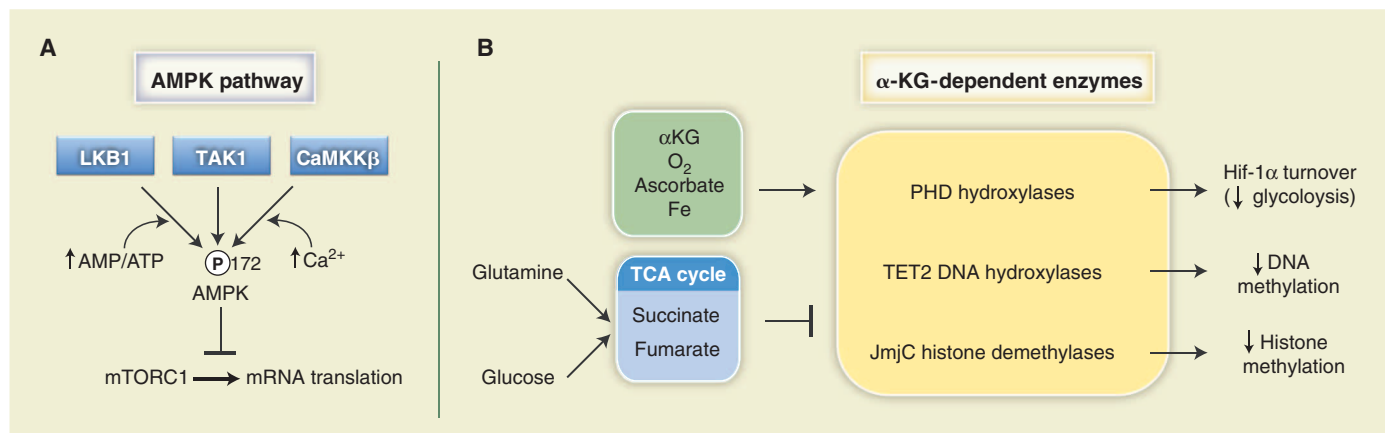 A
AMPK pathway
LKB1
TAK1
CaMKKβ
↑AMP/ATP
P 172
↑Ca²⁺
AMPK
mTORC1 → mRNA translation
B
α-KG-dependent enzymes
αKG
O₂
Ascorbate
Fe
Glutamine
Glucose
TCA cycle
Succinate
Fumarate
PHD hydroxylases
TET2 DNA hydroxylases
JmjC histone demethylases
Hif-1α turnover
(↓ glycoloysis)
↓DNA
methylation
↓ Histone
methylation